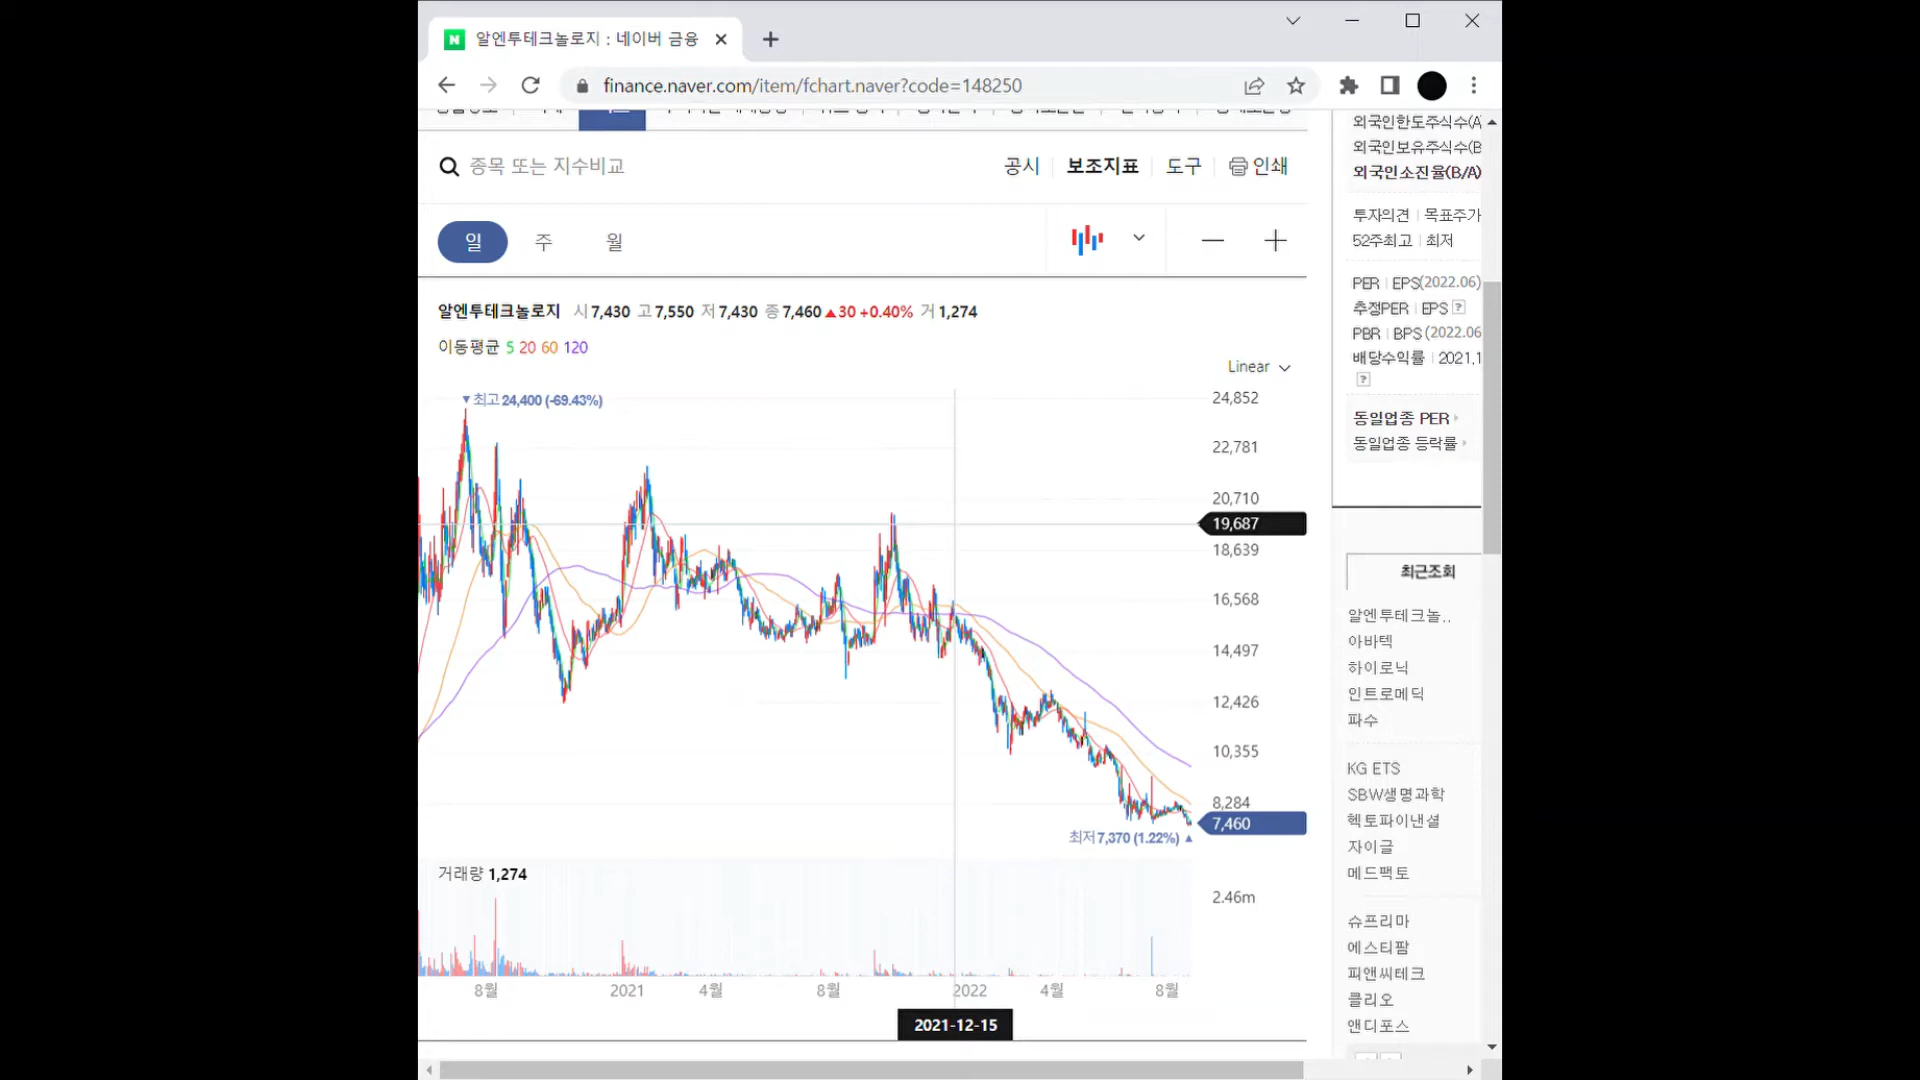 알엔투테크놀로지 : 네이버 금융
finance.naver.com/item/fchart.naver?code=148250
종목 또는 지수비교
공시 보조지표 도구 인쇄
일 주 월
알엔투테크놀로지 시 7,430 고 7,550 저 7,430 종 7,460 ▲30 +0.40% 거 1,274
이동평균 5 20 60 120
Linear
▼최고 24,400 (-69.43%)
24,852
22,781
20,710
19,687
18,639
16,568
14,497
12,426
10,355
8,284
7,460
최저 7,370 (1.22%) ▲
거래량 1,274
2.46m
8월 2021 4월 8월 2022 4월 8월
2021-12-15
외국인한도주식수(A
외국인보유주식수(B
외국인소진율(B/A)
투자의견 | 목표주가
52주최고 | 최저
PER | EPS(2022.06)
추정PER | EPS ?
PBR | BPS (2022.06
배당수익률 | 2021.1
?
동일업종 PER
동일업종 등락률
최근조회
알엔투테크놀..
아바텍
하이로닉
인트로메딕
파수
KG ETS
SBW생명과학
헥토파이낸셜
자이글
메드팩토
슈프리마
에스티팜
피앤씨테크
클리오
앤디포스